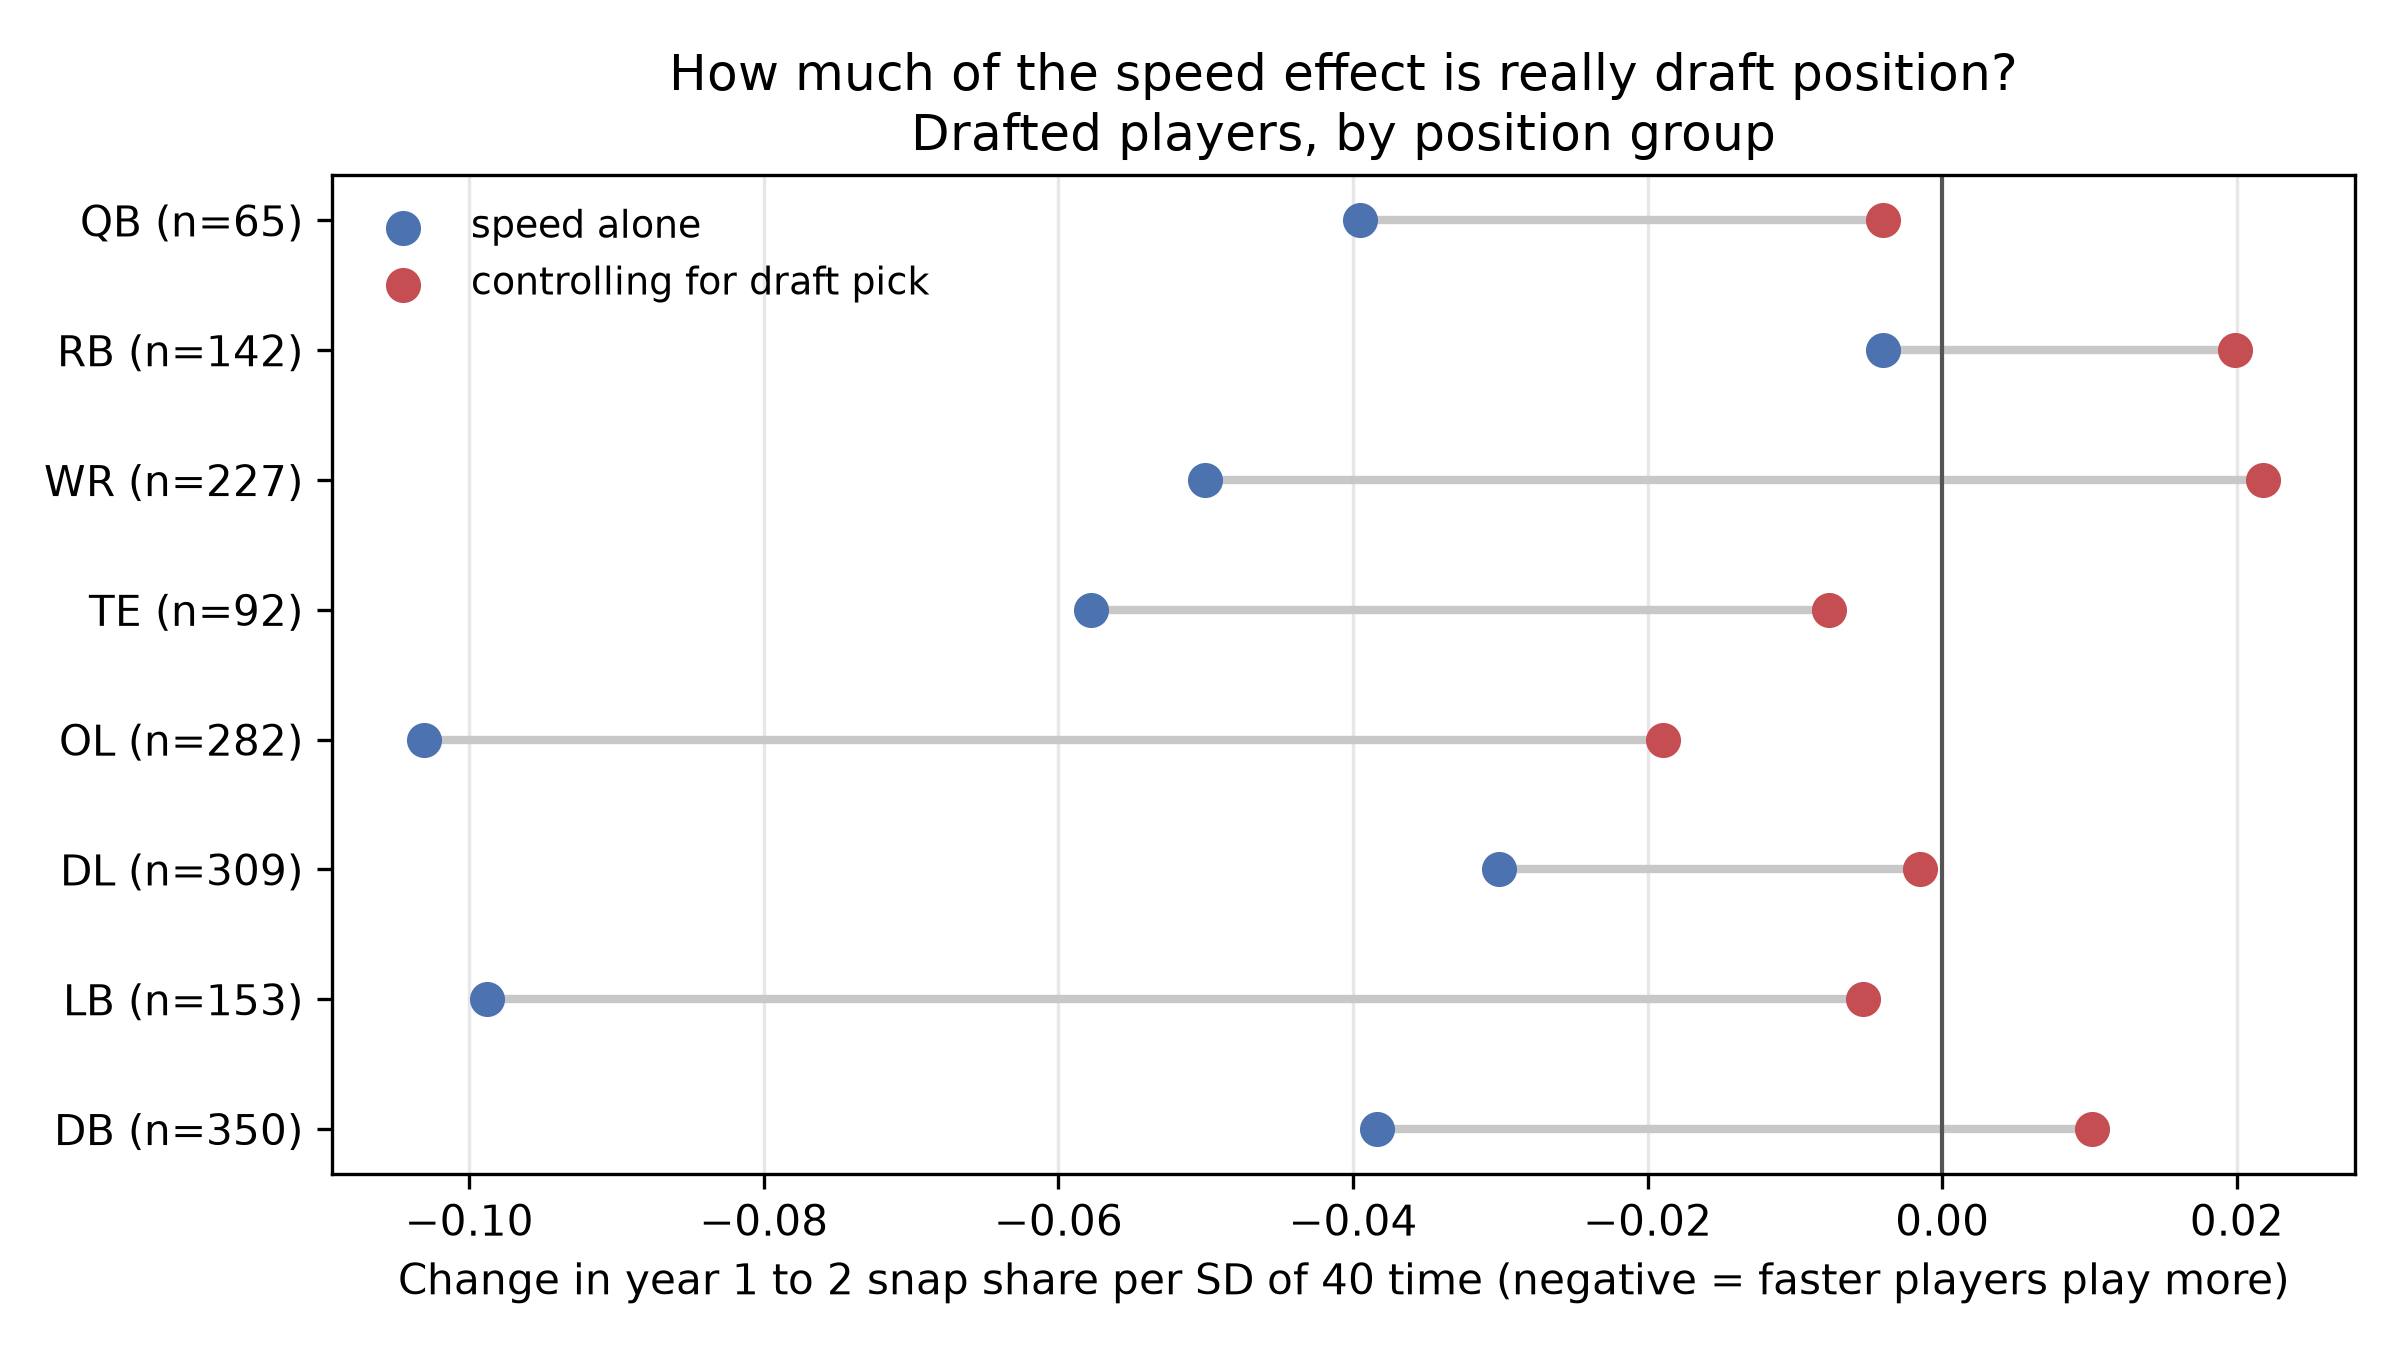 How much of the speed effect is really draft position?
Drafted players, by position group
speed alone
controlling for draft pick
QB (n=65)
RB (n=142)
WR (n=227)
TE (n=92)
OL (n=282)
DL (n=309)
LB (n=153)
DB (n=350)
−0.10 −0.08 −0.06 −0.04 −0.02 0.00 0.02
Change in year 1 to 2 snap share per SD of 40 time (negative = faster players play more)